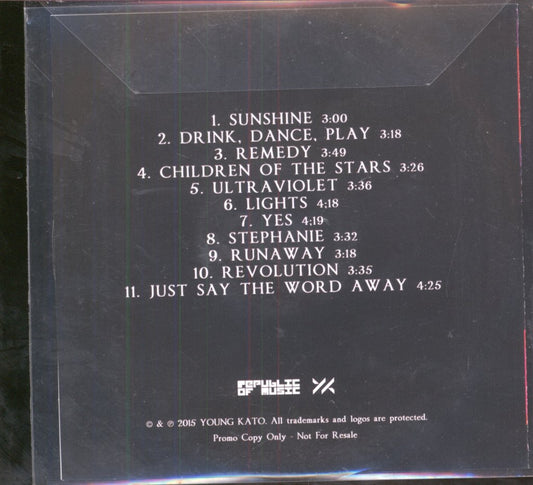 1. SUNSHINE 3:00
2. DRINK, DANCE, PLAY 3:18
3. REMEDY 3:49
4. CHILDREN OF THE STARS 3:26
5. ULTRAVIOLET 3:36
6. LIGHTS 4:18
7. YES 4:19
8. STEPHANIE 3:32
9. RUNAWAY 3:18
10. REVOLUTION 3:35
11. JUST SAY THE WORD AWAY 4:25
REPUBLIC
OF MUSIC YK
© & ℗ 2015 YOUNG KATO. All trademarks and logos are protected.
Promo Copy Only - Not For Resale